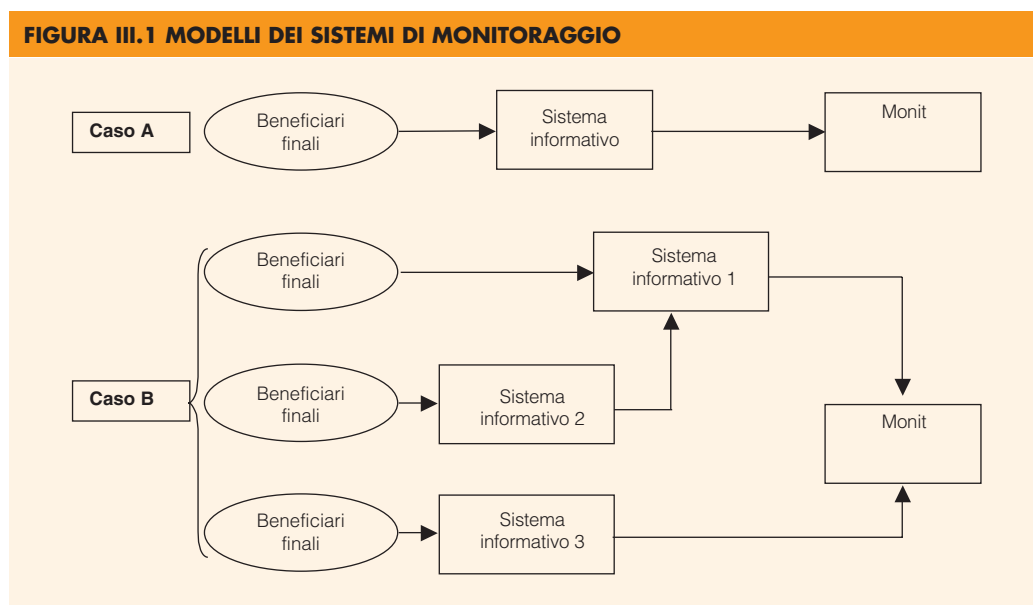 FIGURA III.1 MODELLI DEI SISTEMI DI MONITORAGGIO
Caso A
Beneficiari
finali
Sistema
informativo
Monit
Caso B
Beneficiari
finali
Sistema
informativo 1
Beneficiari
finali
Sistema
informativo 2
Monit
Beneficiari
finali
Sistema
informativo 3